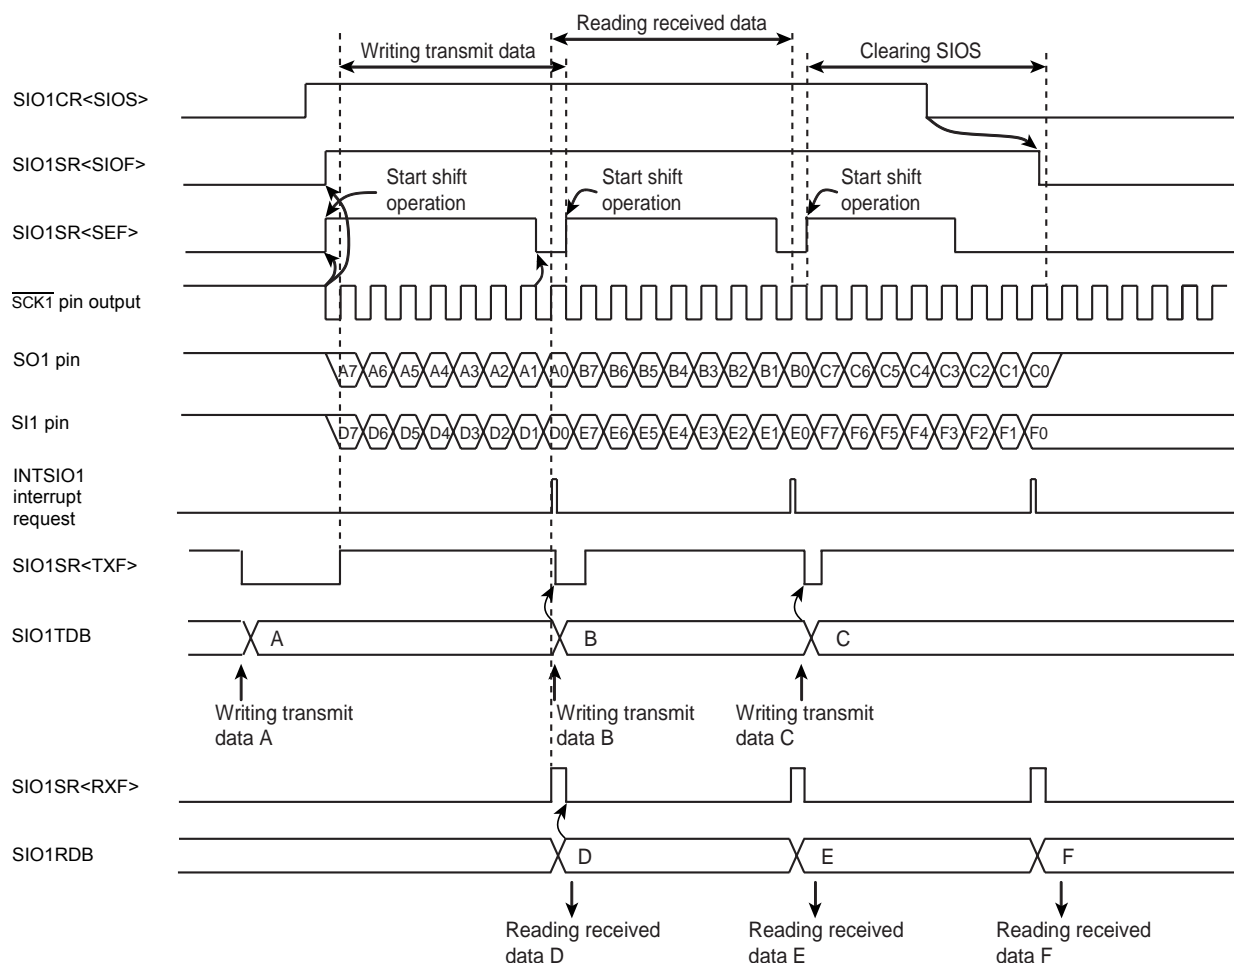 Reading received data
Writing transmit data
Clearing SIOS
SIO1CR<SIOS>
SIO1SR<SIOF>
Start shift
operation
Start shift
operation
Start shift
operation
SIO1SR<SEF>
SCK1 pin output
SO1 pin
A7 A6 A5 A4 A3 A2 A1 A0 B7 B6 B5 B4 B3 B2 B1 B0 C7 C6 C5 C4 C3 C2 C1 C0
SI1 pin
D7 D6 D5 D4 D3 D2 D1 D0 E7 E6 E5 E4 E3 E2 E1 E0 F7 F6 F5 F4 F3 F2 F1 F0
INTSIO1
interrupt
request
SIO1SR<TXF>
SIO1TDB
A B C
Writing transmit
data A
Writing transmit
data B
Writing transmit
data C
SIO1SR<RXF>
SIO1RDB
D E F
Reading received
data D
Reading received
data E
Reading received
data F